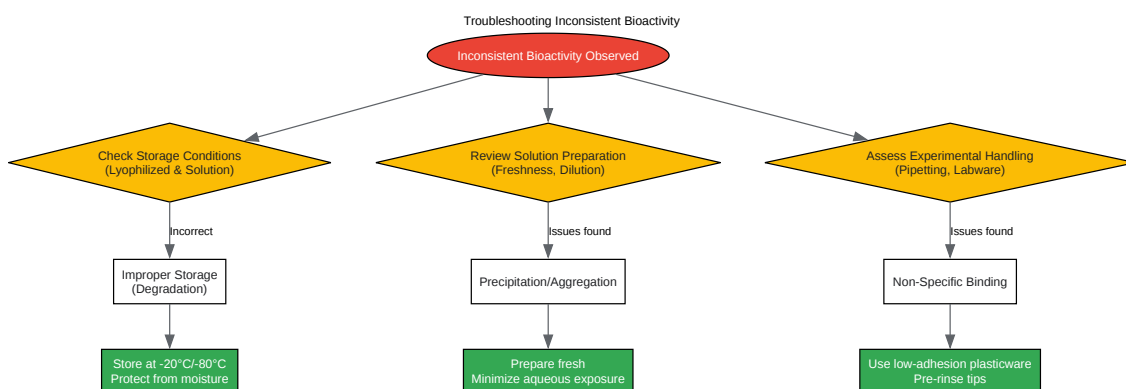 Troubleshooting Inconsistent Bioactivity
Inconsistent Bioactivity Observed
Check Storage Conditions
(Lyophilized & Solution)
Review Solution Preparation
(Freshness, Dilution)
Assess Experimental Handling
(Pipetting, Labware)
Incorrect
Issues found
Issues found
Improper Storage
(Degradation)
Precipitation/Aggregation
Non-Specific Binding
Store at -20°C/-80°C
Protect from moisture
Prepare fresh
Minimize aqueous exposure
Use low-adhesion plasticware
Pre-rinse tips